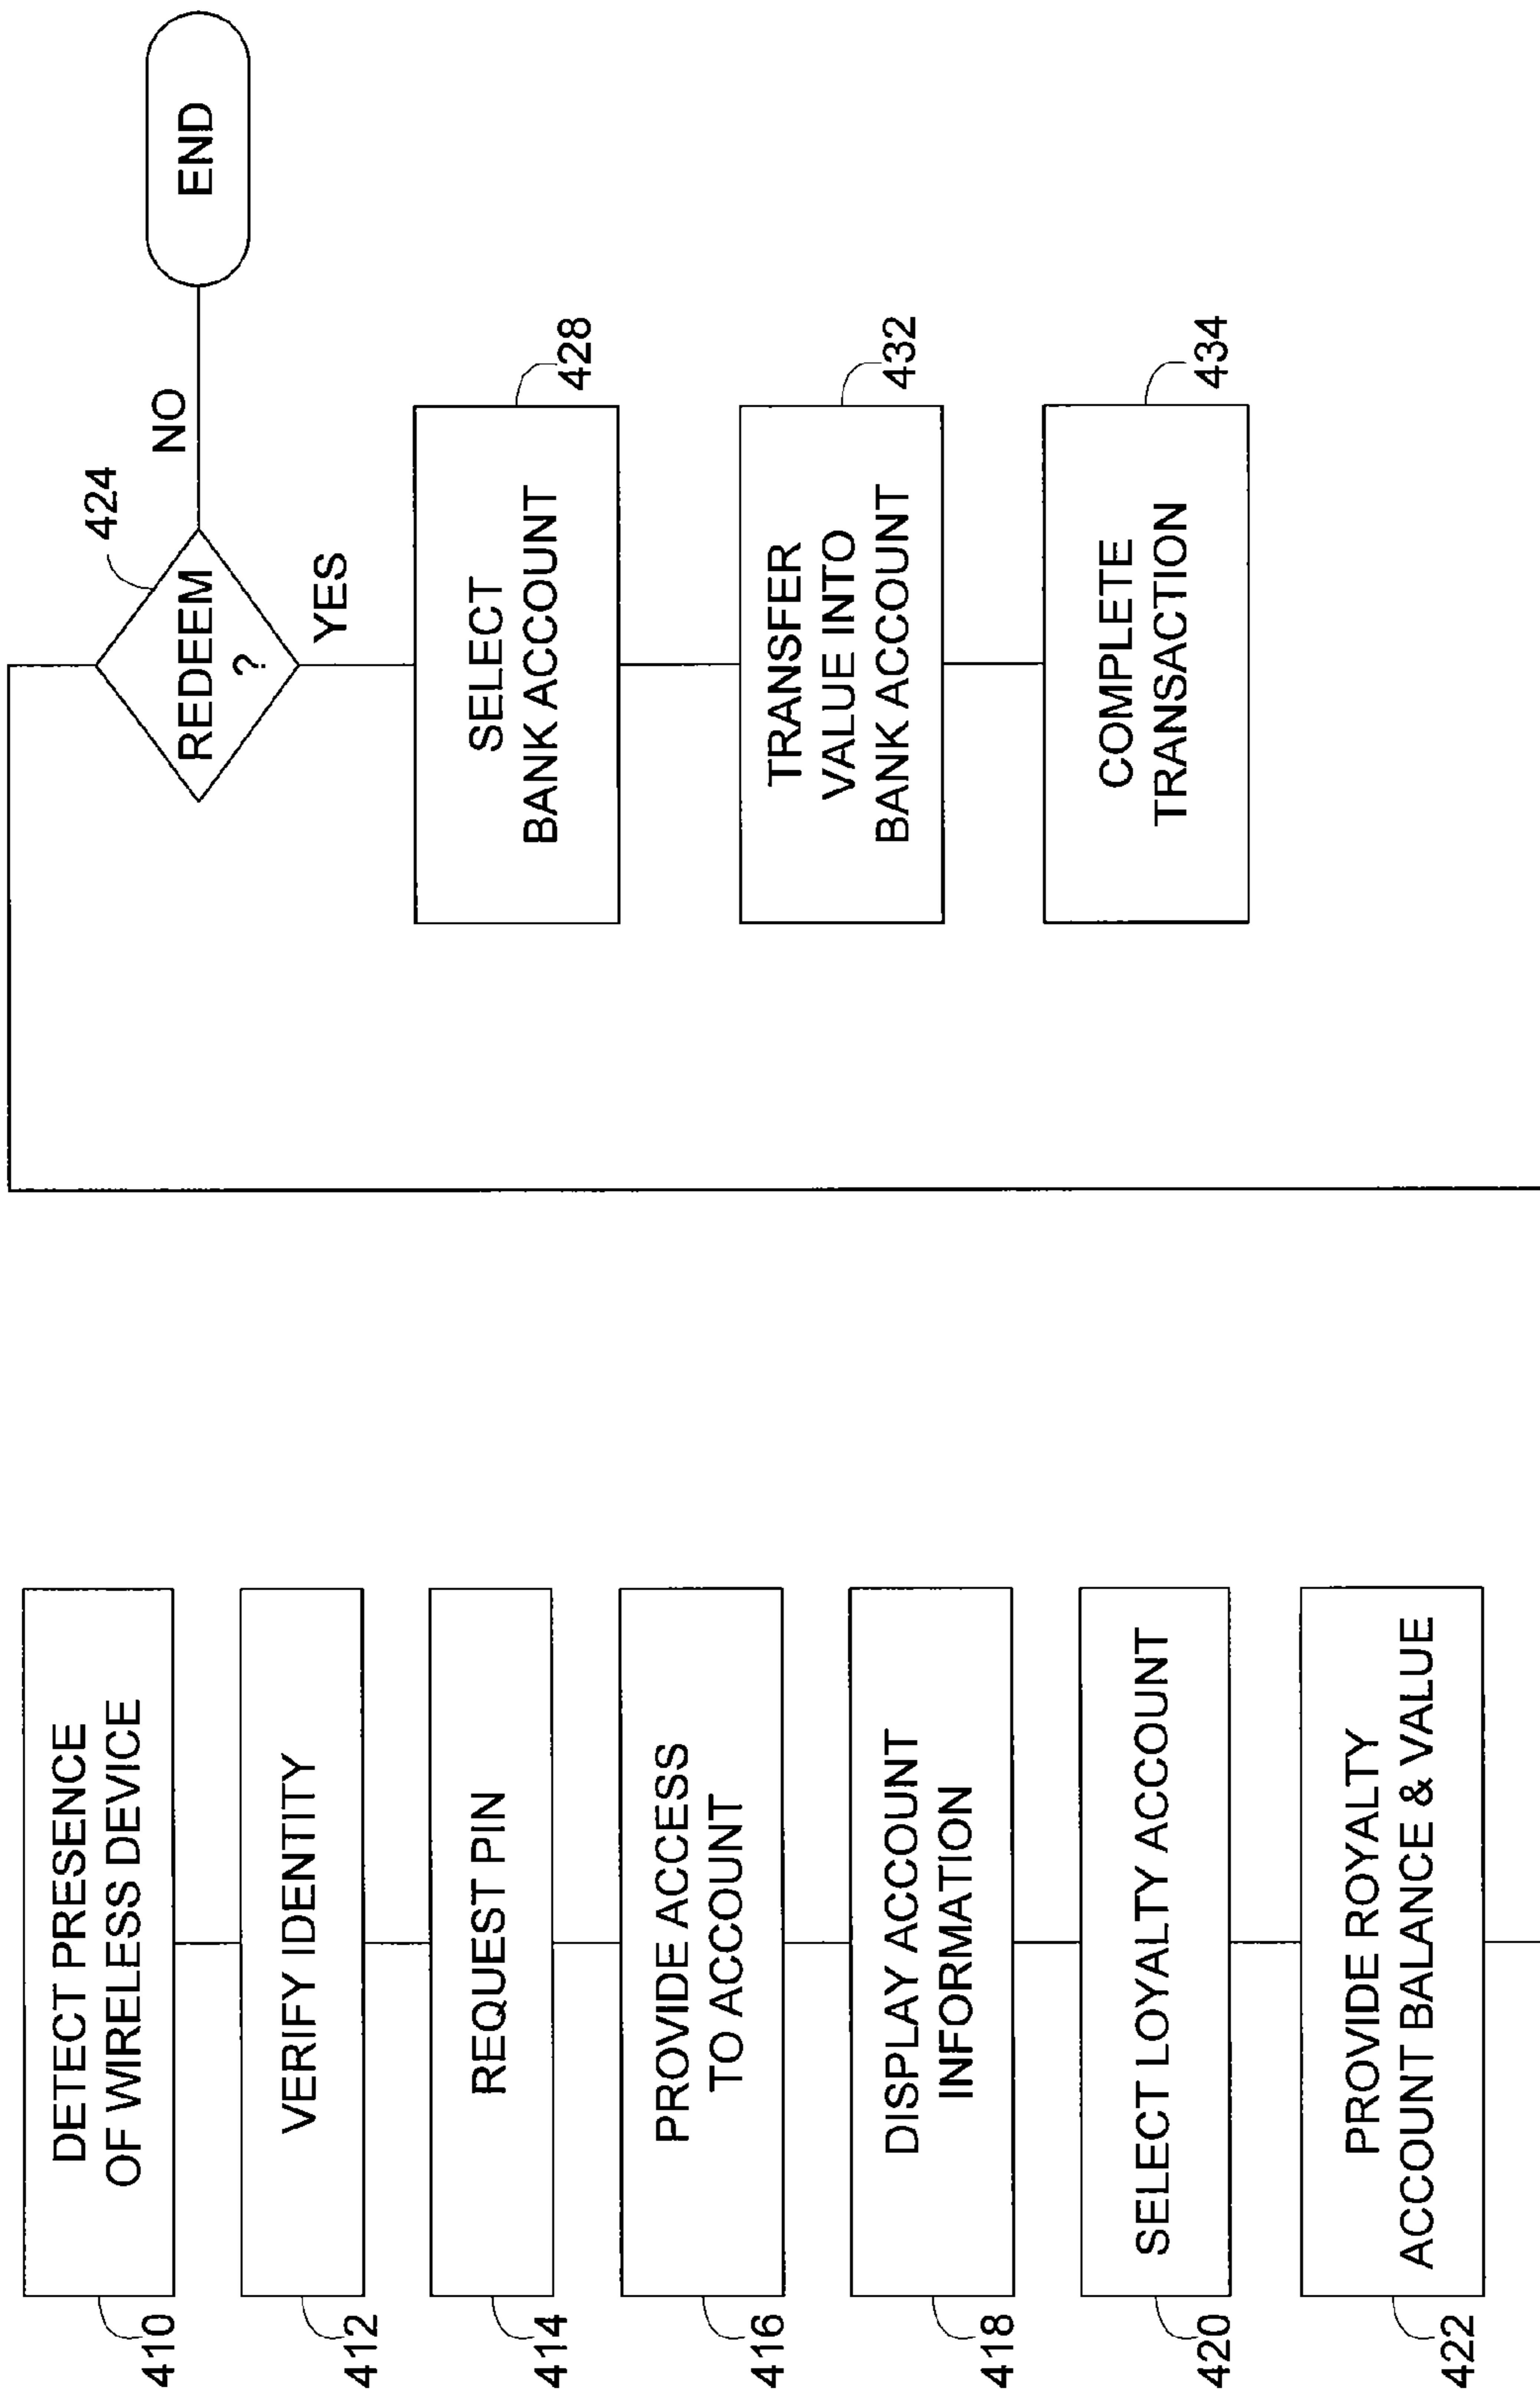 410
DETECT PRESENCE
OF WIRELESS DEVICE
412
VERIFY IDENTITY
414
REQUEST PIN
416
PROVIDE ACCESS
TO ACCOUNT
418
DISPLAY ACCOUNT
INFORMATION
420
SELECT LOYALTY ACCOUNT
422
PROVIDE ROYALTY
ACCOUNT BALANCE & VALUE
424
REDEEM
?
NO
END
YES
SELECT
BANK ACCOUNT
428
TRANSFER
VALUE INTO
BANK ACCOUNT
432
COMPLETE
TRANSACTION
434